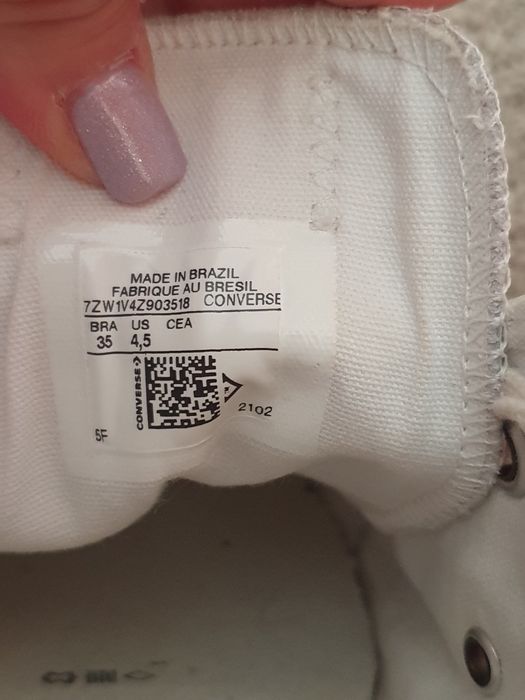 MADE IN BRAZIL
FABRIQUE AU BRESIL
7ZW1V4Z903518 CONVERSE
BRA US CEA
35 4,5
CONVERSE
2102
5F